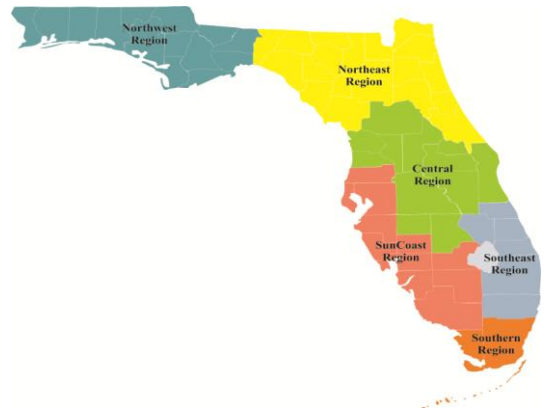 Northwest
Region
Northeast
Region
Central
Region
SunCoast
Region
Southeast
Region
Southern
Region